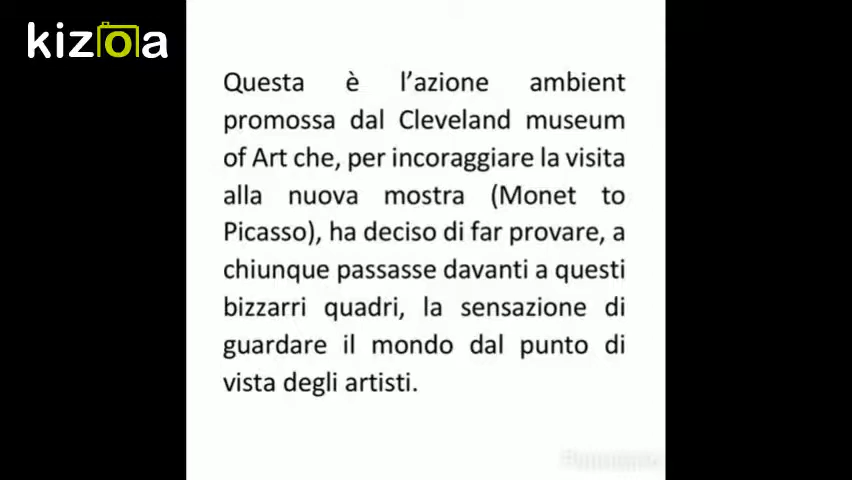 kizoa
Questa è l’azione ambient
promossa dal Cleveland museum
of Art che, per incoraggiare la visita
alla nuova mostra (Monet to
Picasso), ha deciso di far provare, a
chiunque passasse davanti a questi
bizzarri quadri, la sensazione di
guardare il mondo dal punto di
vista degli artisti.